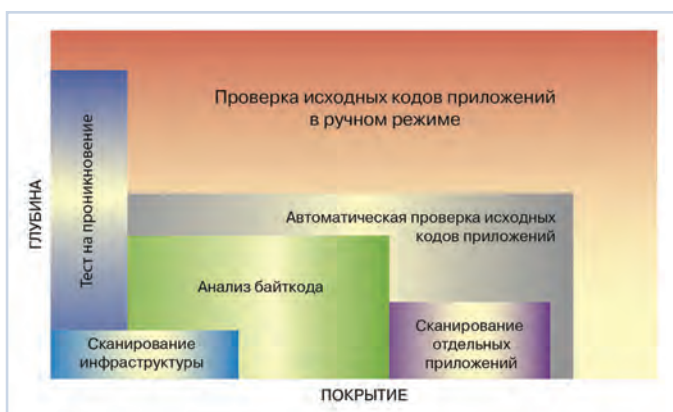 Проверка исходных кодов приложений
в ручном режиме
ГЛУБИНА
Тест на проникновение
Автоматическая проверка исходных
кодов приложений
Анализ байткода
Сканирование
инфраструктуры
Сканирование
отдельных
приложений
ПОКРЫТИЕ